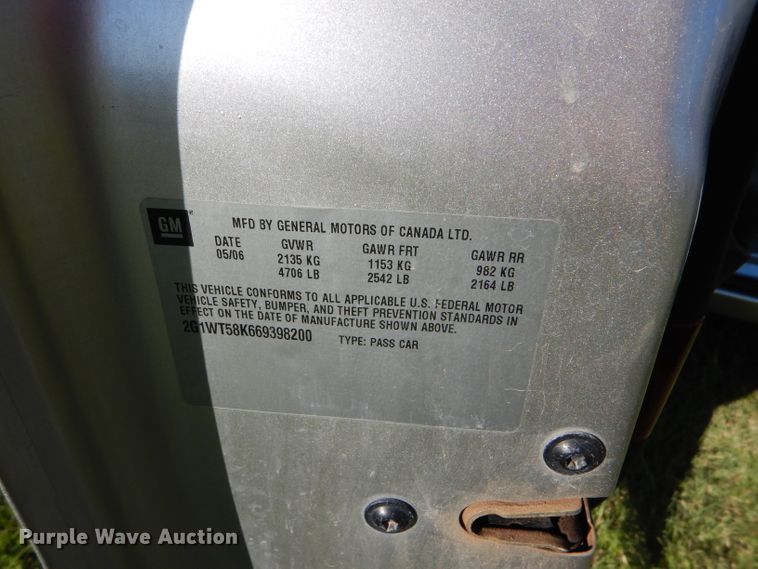 GM
MFD BY GENERAL MOTORS OF CANADA LTD.
DATE GVWR GAWR FRT GAWR RR
05/06 2135 KG 1153 KG 982 KG
4706 LB 2542 LB 2164 LB
THIS VEHICLE CONFORMS TO ALL APPLICABLE U.S. FEDERAL MOTOR
VEHICLE SAFETY, BUMPER, AND THEFT PREVENTION STANDARDS IN
EFFECT ON THE DATE OF MANUFACTURE SHOWN ABOVE.
2G1WT58K669398200 TYPE: PASS CAR
Purple Wave Auction